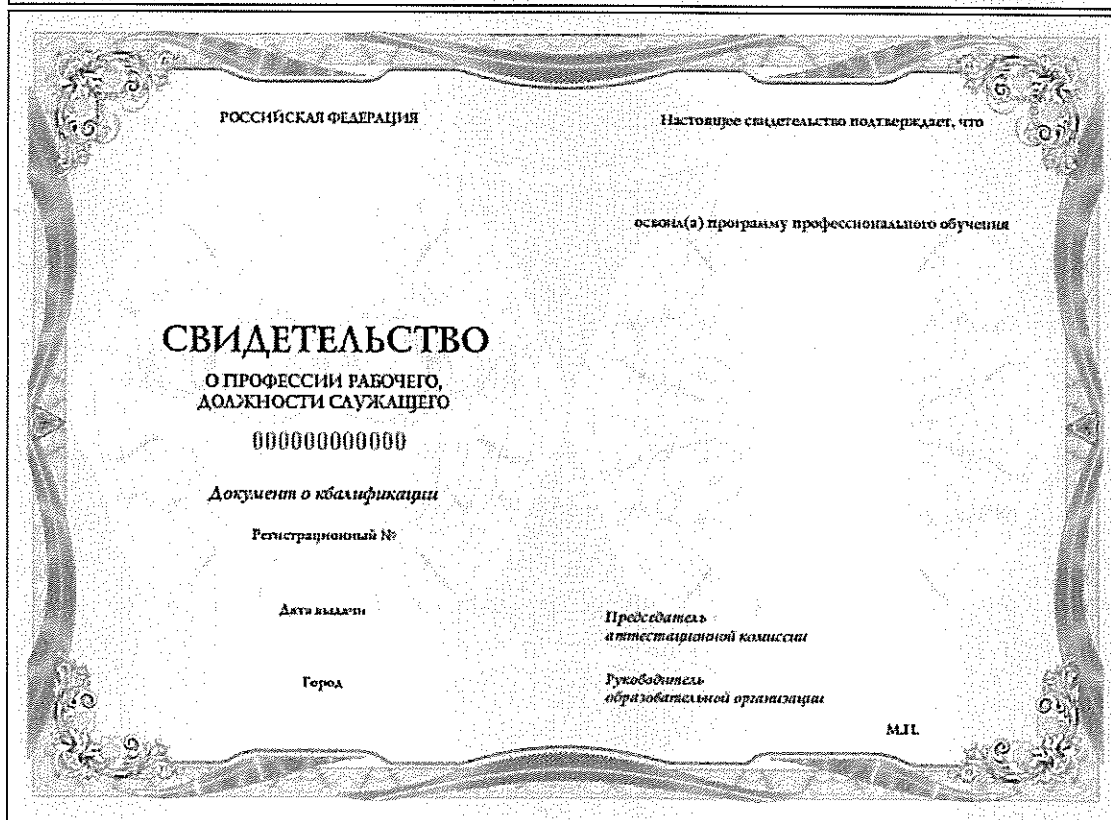 РОССИЙСКАЯ ФЕДЕРАЦИЯ
СВИДЕТЕЛЬСТВО
О ПРОФЕССИИ РАБОЧЕГО,
ДОЛЖНОСТИ СЛУЖАЩЕГО
000000000000
Документ о квалификации
Регистрационный №
Дата выдачи
Город
Настоящее свидетельство подтверждает, что
освоил(а) программу профессионального обучения
Председатель
аттестационной комиссии
Руководитель
образовательной организации
М.П.